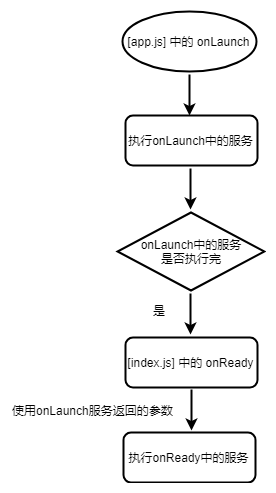 [app.js] 中的 onLaunch
执行onLaunch中的服务
onLaunch中的服务
是否执行完
是
[index.js] 中的 onReady
使用onLaunch服务返回的参数
执行onReady中的服务